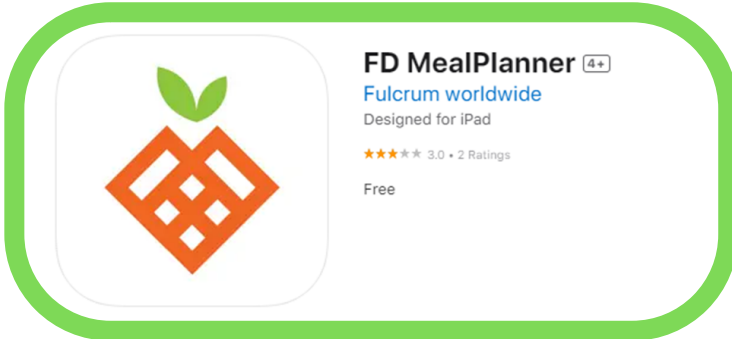 FD MealPlanner 4+
Fulcrum worldwide
Designed for iPad
★★★★★ 3.0 • 2 Ratings
Free